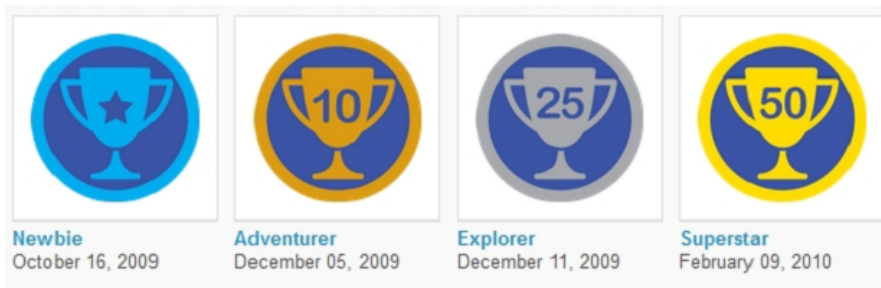 10
25
50
Newbie
October 16, 2009
Adventurer
December 05, 2009
Explorer
December 11, 2009
Superstar
February 09, 2010